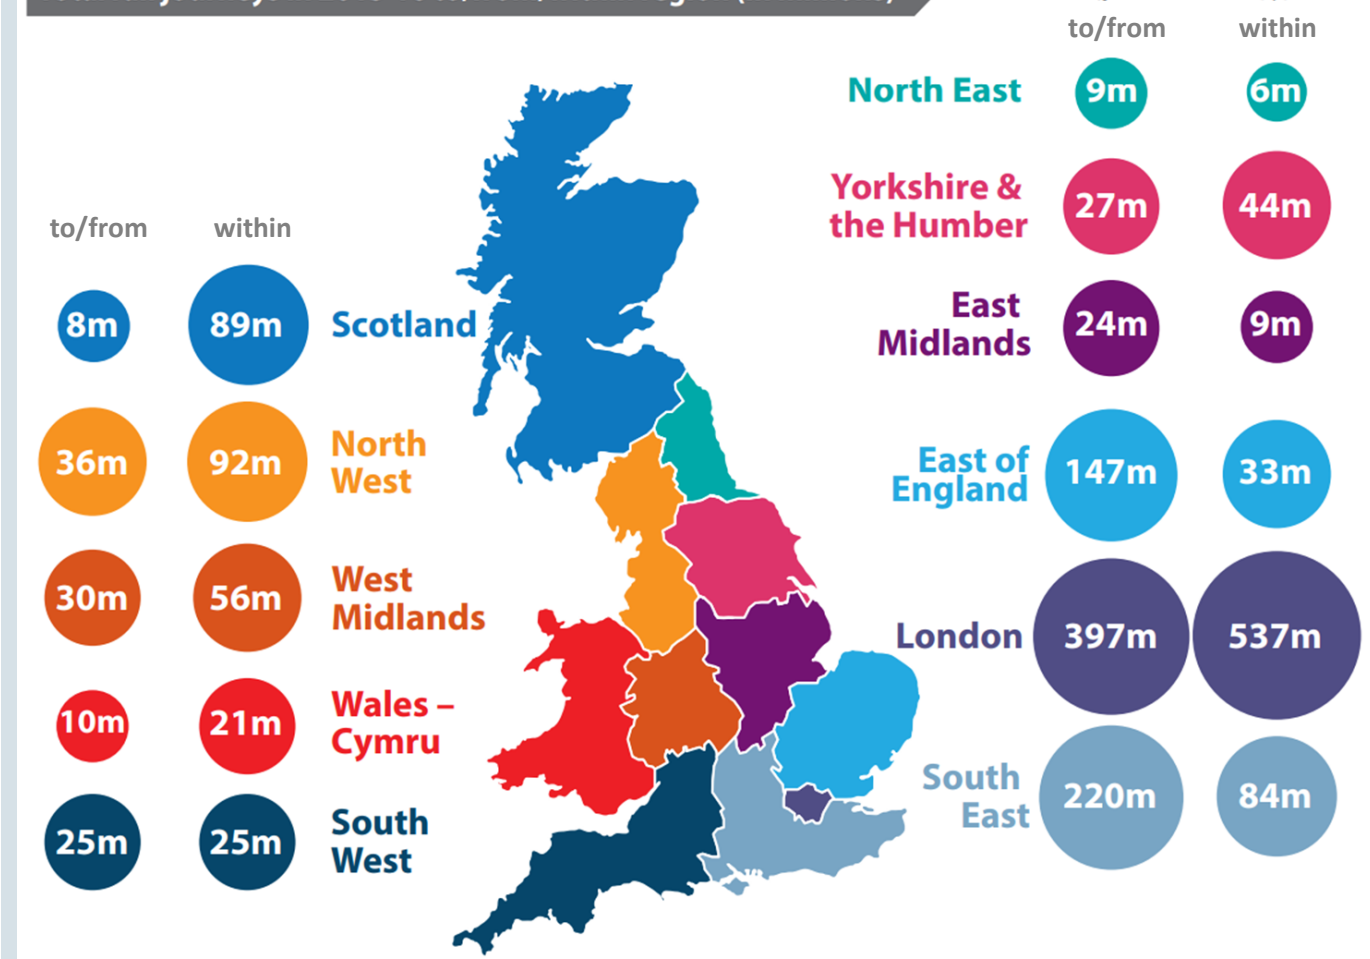 to/from within
North East 9m 6m
Yorkshire &
the Humber 27m 44m
East
Midlands 24m 9m
East of
England 147m 33m
London 397m 537m
South
East 220m 84m
to/from within
8m 89m Scotland
36m 92m North
West
30m 56m West
Midlands
10m 21m Wales –
Cymru
25m 25m South
West